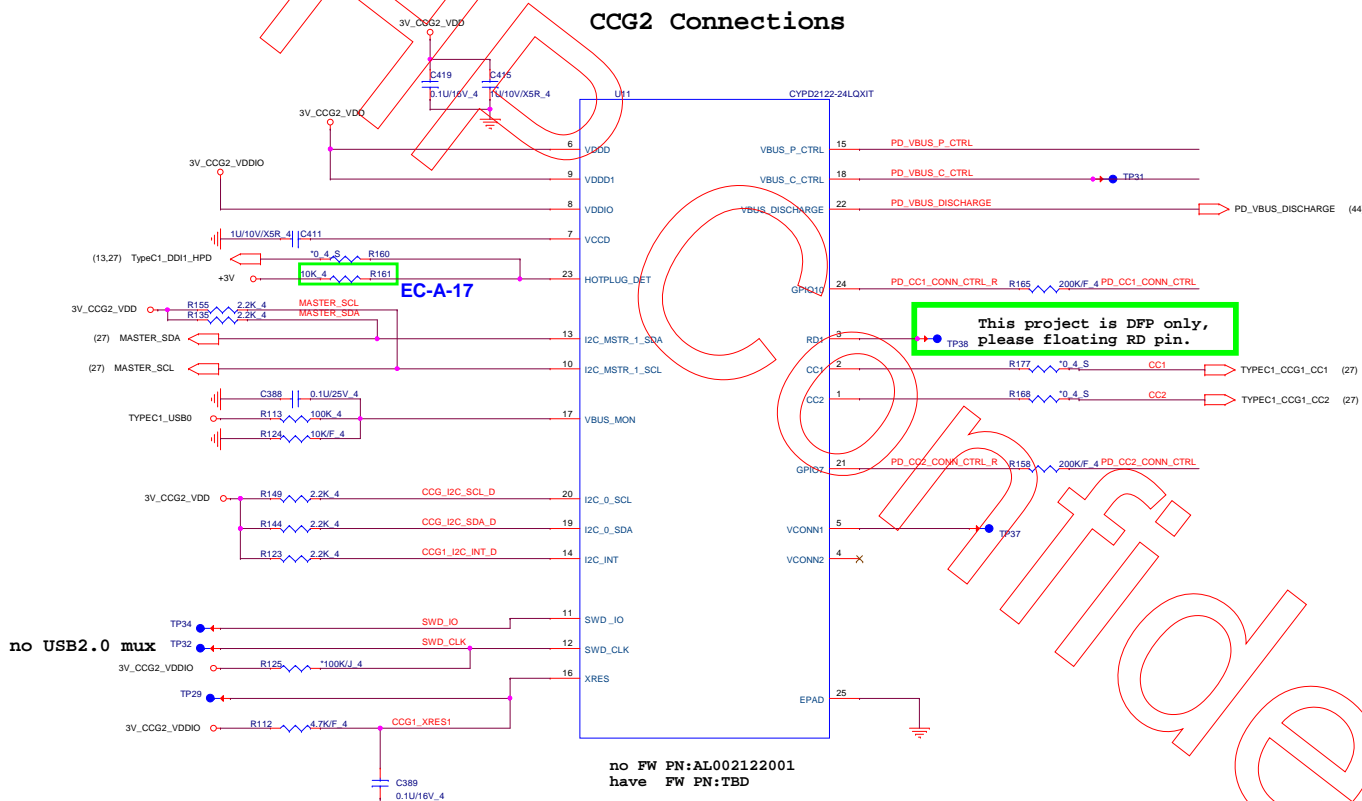 CCG2 Connections
3V_CCG2_VDD
C419
0.1U/16V_4
C415
1U/10V/X5R_4
U11
CYPD2122-24LQXIT
3V_CCG2_VDD
6 VDDD
9 VDDD1
3V_CCG2_VDDIO
8 VDDIO
1U/10V/X5R_4 C411
7 VCCD
(13,27) TypeC1_DDI1_HPD
*0_4_S R160
+3V
10K_4 R161
23 HOTPLUG_DET
EC-A-17
3V_CCG2_VDD
R155 2.2K_4 MASTER_SCL
R135 2.2K_4 MASTER_SDA
(27) MASTER_SDA
13 I2C_MSTR_1_SDA
(27) MASTER_SCL
10 I2C_MSTR_1_SCL
C388 0.1U/25V_4
TYPEC1_USB0
R113 100K_4
17 VBUS_MON
R124 10K/F_4
3V_CCG2_VDD
R149 2.2K_4 CCG_I2C_SCL_D
20 I2C_0_SCL
R144 2.2K_4 CCG_I2C_SDA_D
19 I2C_0_SDA
R123 2.2K_4 CCG1_I2C_INT_D
14 I2C_INT
TP34 SWD_IO
11 SWD_IO
no USB2.0 mux
TP32 SWD_CLK
12 SWD_CLK
3V_CCG2_VDDIO
R125 *100K/J_4
16 XRES
TP29
3V_CCG2_VDDIO
R112 4.7K/F_4 CCG1_XRES1
C389
0.1U/16V_4
VBUS_P_CTRL 15 PD_VBUS_P_CTRL
VBUS_C_CTRL 18 PD_VBUS_C_CTRL TP31
VBUS_DISCHARGE 22 PD_VBUS_DISCHARGE PD_VBUS_DISCHARGE (44
GPIO10 24 PD_CC1_CONN_CTRL_R R165 200K/F_4 PD_CC1_CONN_CTRL
RD1 3 TP38
This project is DFP only,
please floating RD pin.
CC1 2 R177 *0_4_S CC1 TYPEC1_CCG1_CC1 (27)
CC2 1 R168 *0_4_S CC2 TYPEC1_CCG1_CC2 (27)
GPIO7 21 PD_CC2_CONN_CTRL_R R158 200K/F_4 PD_CC2_CONN_CTRL
VCONN1 5 TP37
VCONN2 4
EPAD 25
no FW PN:AL002122001
have FW PN:TBD
Confide